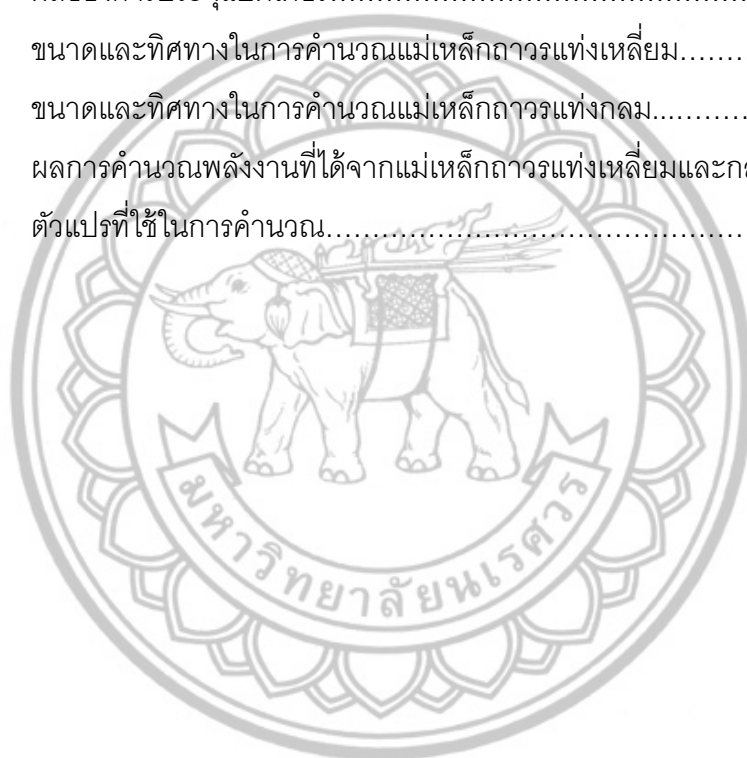 ขนาดและทิศทางในการคำนวณแม่เหล็กถาวรแท่งเหลี่ยม........
ขนาดและทิศทางในการคำนวณแม่เหล็กถาวรแท่งกลม............
ผลการคำนวณพลังงานที่ได้จากแม่เหล็กถาวรแท่งเหลี่ยมและ
ตัวแปรที่ใช้ในการคำนวณ..........................................
มหาวิทยาลัยนเรศวร